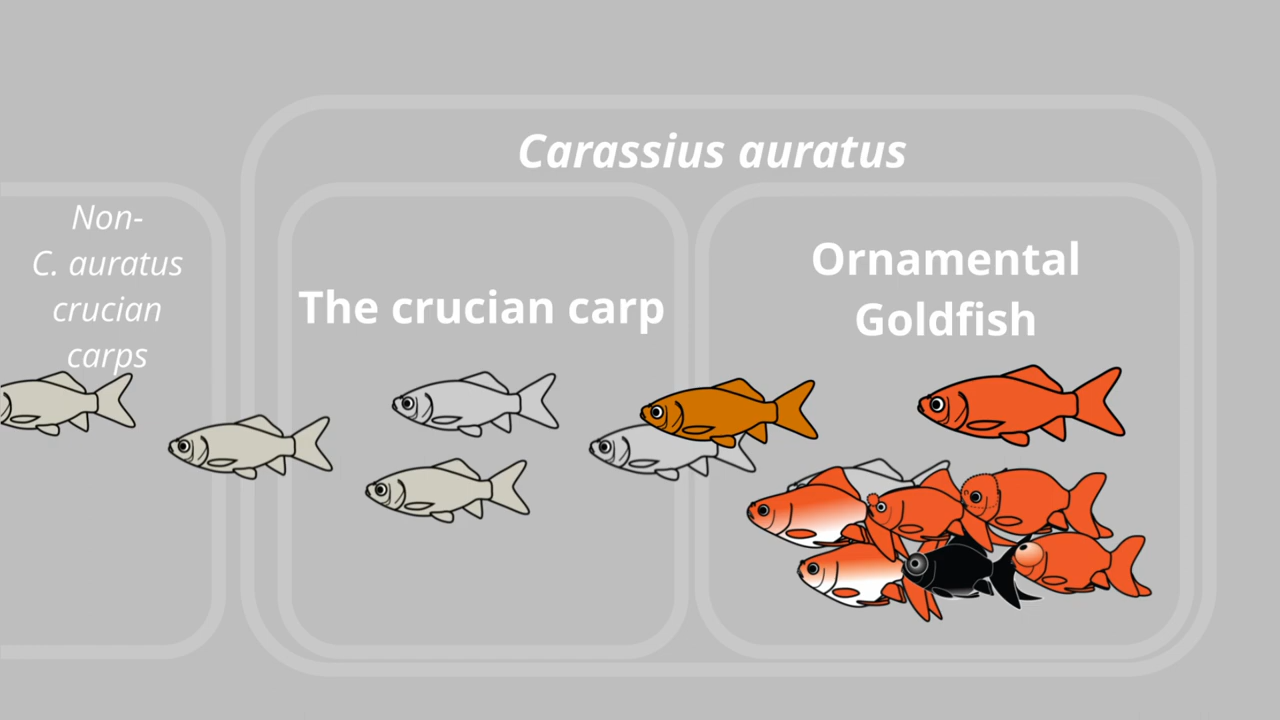 Carassius auratus
Non-
C. auratus
crucian
carps
The crucian carp
Ornamental
Goldfish